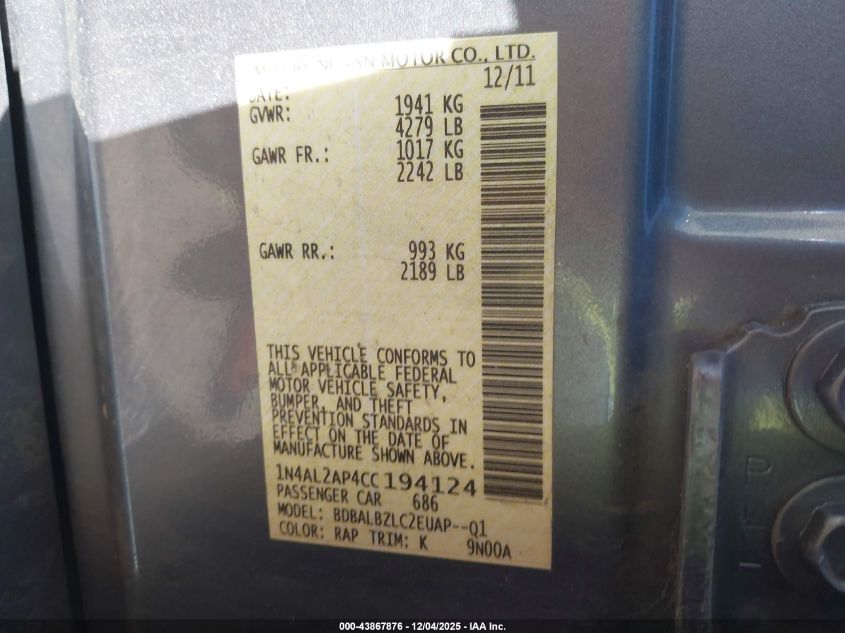 MOTOR CO., LTD.
DATE: 12/11
GVWR: 1941 KG
4279 LB
GAWR FR.: 1017 KG
2242 LB
GAWR RR.: 993 KG
2189 LB
THIS VEHICLE CONFORMS TO
ALL APPLICABLE FEDERAL
MOTOR VEHICLE SAFETY,
BUMPER, AND THEFT
PREVENTION STANDARDS IN
EFFECT ON THE DATE OF
MANUFACTURE SHOWN ABOVE.
1N4AL2AP4CC194124
PASSENGER CAR 686
MODEL: BDBALBZLC2EUAP--Q1
COLOR: RAP TRIM: K 9N00A
000-43867876 - 12/04/2025 - IAA Inc.